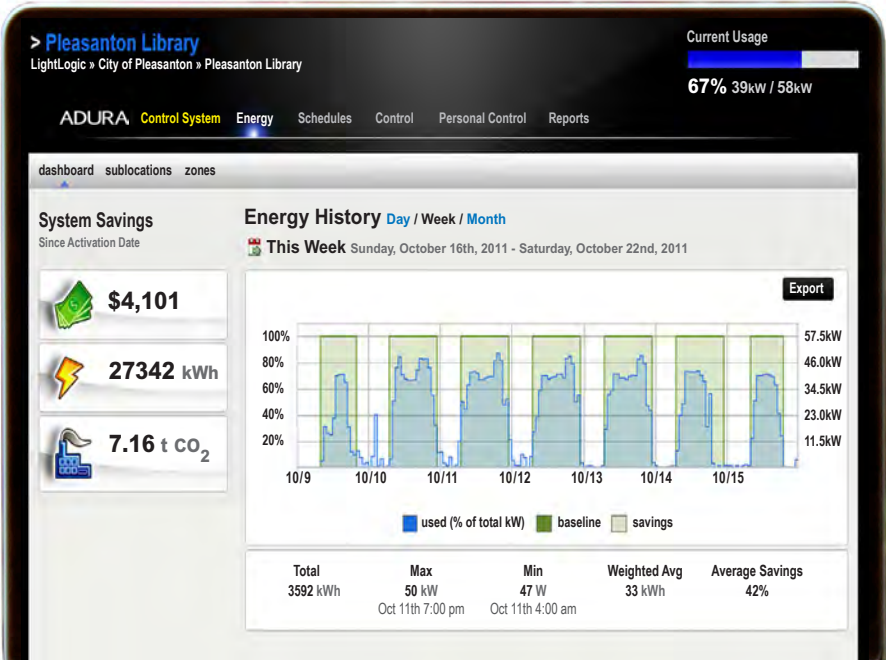 > Pleasanton Library
LightLogic » City of Pleasanton » Pleasanton Library
Current Usage
67% 39kW / 58kW
ADURA Control System Energy Schedules Control Personal Control Reports
dashboard sublocations zones
System Savings
Since Activation Date
$4,101
27342 kWh
7.16 t CO2
Energy History Day / Week / Month
This Week Sunday, October 16th, 2011 - Saturday, October 22nd, 2011
Export
100% 57.5kW
80% 46.0kW
60% 34.5kW
40% 23.0kW
20% 11.5kW
10/9 10/10 10/11 10/12 10/13 10/14 10/15
used (% of total kW) baseline savings
Total Max Min Weighted Avg Average Savings
3592 kWh 50 kW 47 W 33 kWh 42%
Oct 11th 7:00 pm Oct 11th 4:00 am